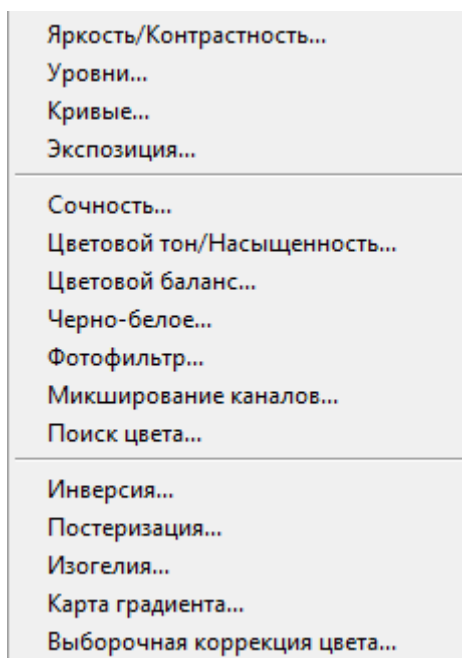 Яркость/Контрастность...
Уровни...
Кривые...
Экспозиция...
Сочность...
Цветовой тон/Насыщенность...
Цветовой баланс...
Черно-белое...
Фотофильтр...
Микширование каналов...
Поиск цвета...
Инверсия...
Постеризация...
Изогелия...
Карта градиента...
Выборочная коррекция цвета...